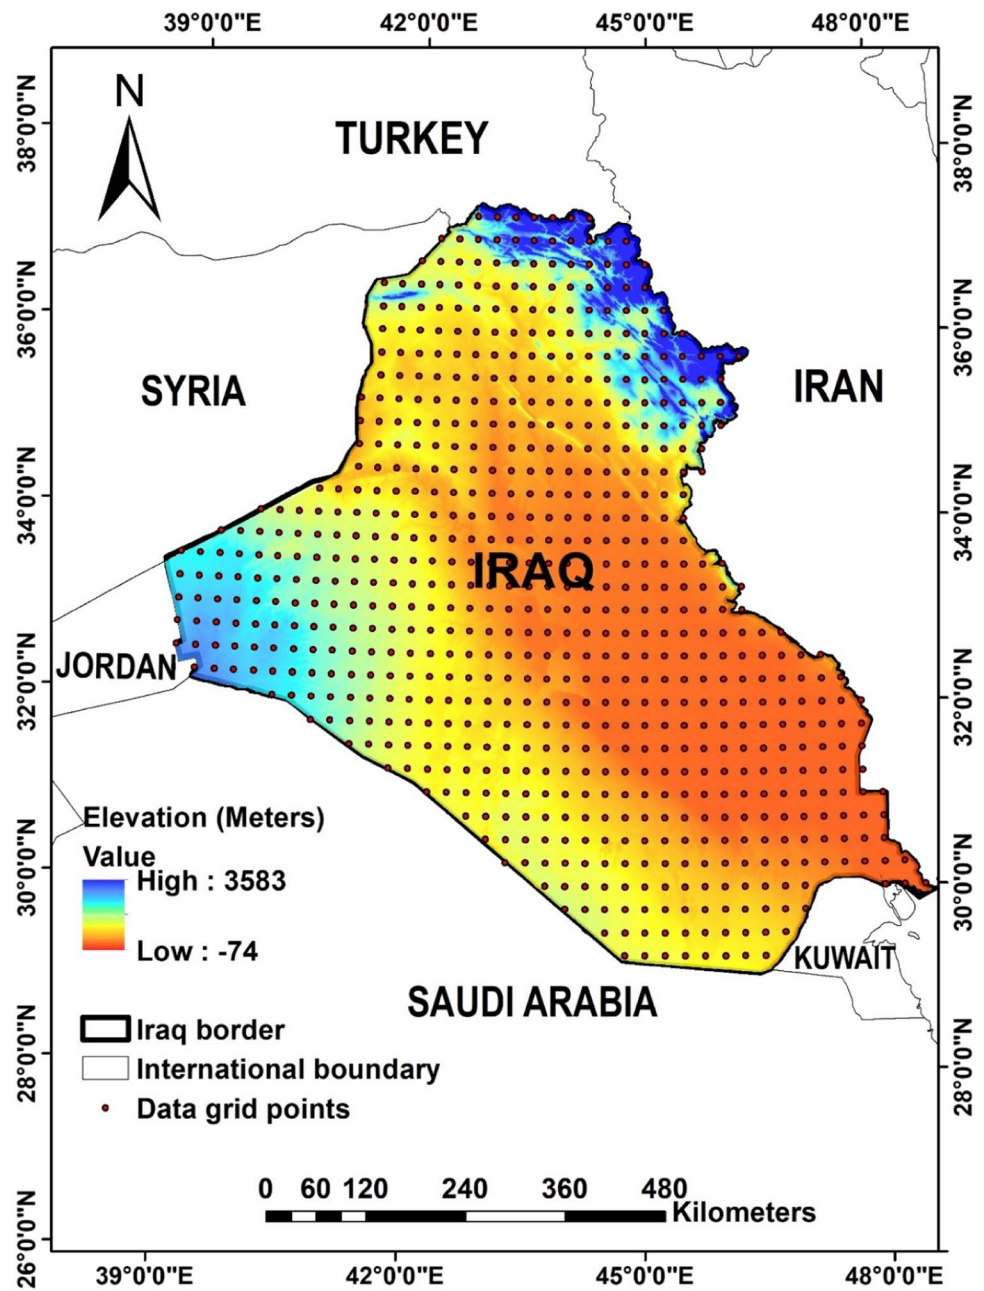 39°0'0"E 42°0'0"E 45°0'0"E 48°0'0"E
N
TURKEY
38°0'0"N
38°0'0"N
36°0'0"N
36°0'0"N
SYRIA
IRAN
34°0'0"N
34°0'0"N
IRAQ
JORDAN
32°0'0"N
32°0'0"N
Elevation (Meters)
Value
High : 3583
Low : -74
30°0'0"N
30°0'0"N
KUWAIT
SAUDI ARABIA
Iraq border
International boundary
Data grid points
28°0'0"N
28°0'0"N
0 60 120 240 360 480
Kilometers
26°0'0"N
39°0'0"E 42°0'0"E 45°0'0"E 48°0'0"E